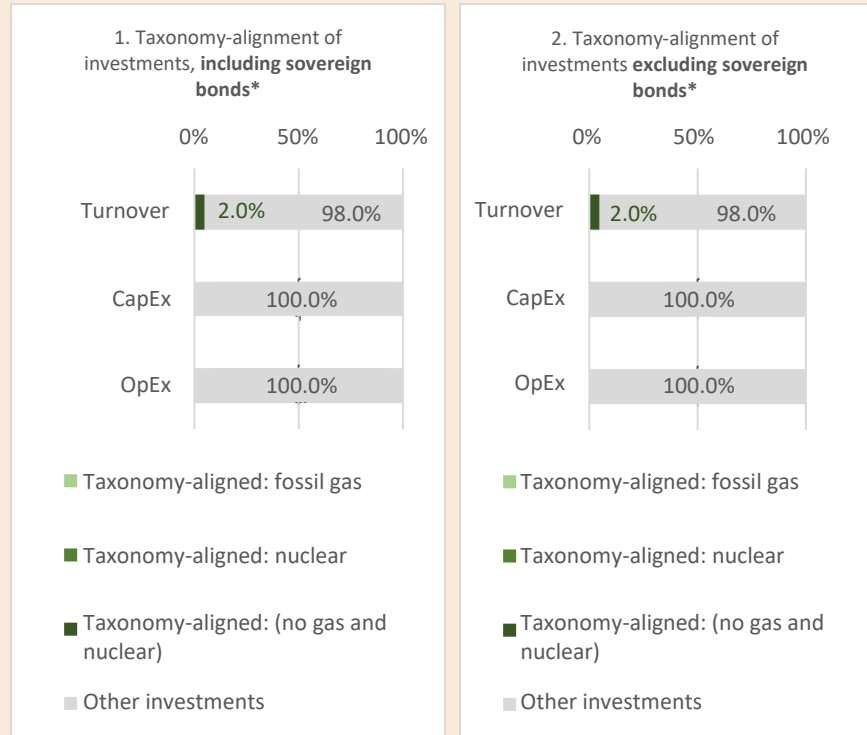 1. Taxonomy-alignment of
investments, including sovereign
bonds*
0% 50% 100%
Turnover 2.0% 98.0%
CapEx 100.0%
OpEx 100.0%
Taxonomy-aligned: fossil gas
Taxonomy-aligned: nuclear
Taxonomy-aligned: (no gas and
nuclear)
Other investments
2. Taxonomy-alignment of
investments excluding sovereign
bonds*
0% 50% 100%
Turnover 2.0% 98.0%
CapEx 100.0%
OpEx 100.0%
Taxonomy-aligned: fossil gas
Taxonomy-aligned: nuclear
Taxonomy-aligned: (no gas and
nuclear)
Other investments